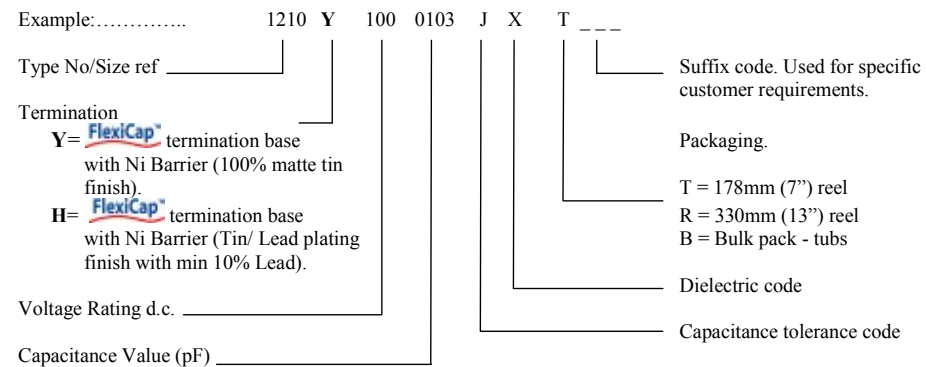 Example:………….. 1210 Y 100 0103 J X T _ _ _
Type No/Size ref
Termination
Y= FlexiCap™ termination base
with Ni Barrier (100% matte tin
finish).
H= FlexiCap™ termination base
with Ni Barrier (Tin/ Lead plating
finish with min 10% Lead).
Voltage Rating d.c.
Capacitance Value (pF)
Suffix code. Used for specific
customer requirements.
Packaging.
T = 178mm (7”) reel
R = 330mm (13”) reel
B = Bulk pack - tubs
Dielectric code
Capacitance tolerance code